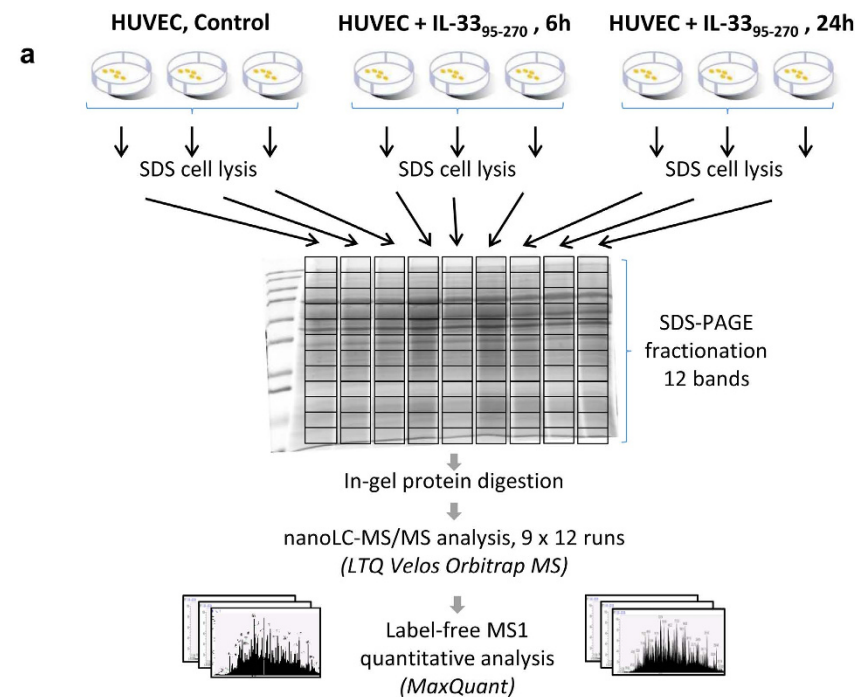 HUVEC, Control
HUVEC + IL-33₉₅₋₂₇₀ , 6h
HUVEC + IL-33₉₅₋₂₇₀ , 24h
a
SDS cell lysis
SDS cell lysis
SDS cell lysis
SDS-PAGE
fractionation
12 bands
In-gel protein digestion
nanoLC-MS/MS analysis, 9 x 12 runs
(LTQ Velos Orbitrap MS)
Label-free MS1
quantitative analysis
(MaxQuant)